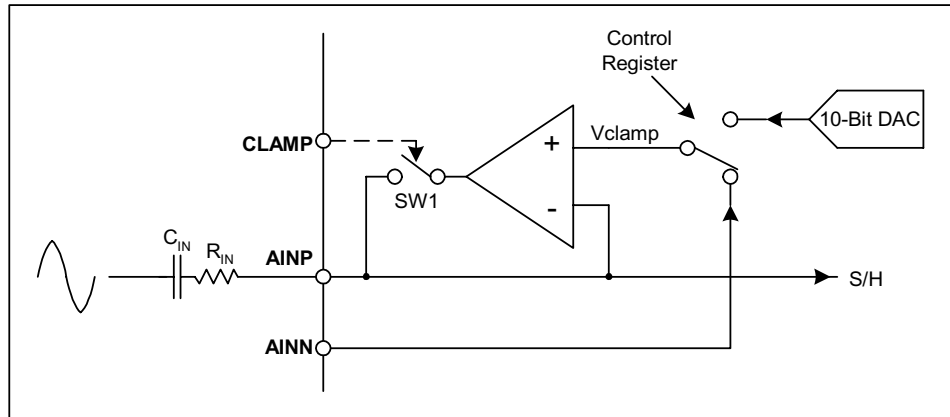 Control
Register
10-Bit DAC
CLAMP
+
Vclamp
SW1
-
C_IN
R_IN
AINP
S/H
AINN